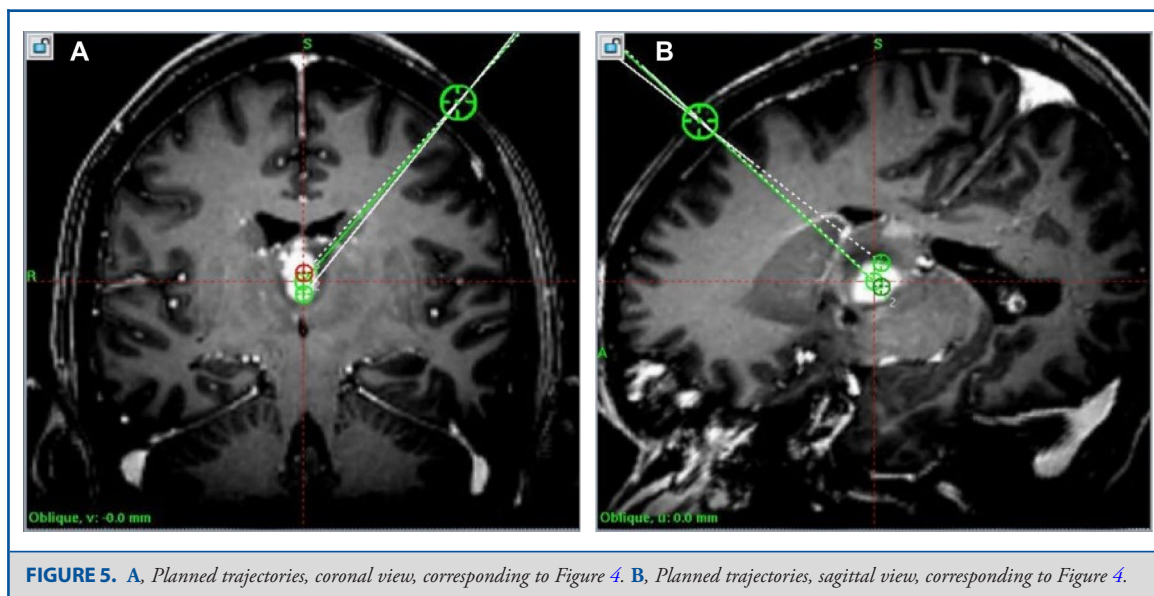 A
S
R
2
Oblique, v: -0.0 mm
B
S
A
2
Oblique, u: 0.0 mm
FIGURE 5. A, Planned trajectories, coronal view, corresponding to Figure 4. B, Planned trajectories, sagittal view, corresponding to Figure 4.